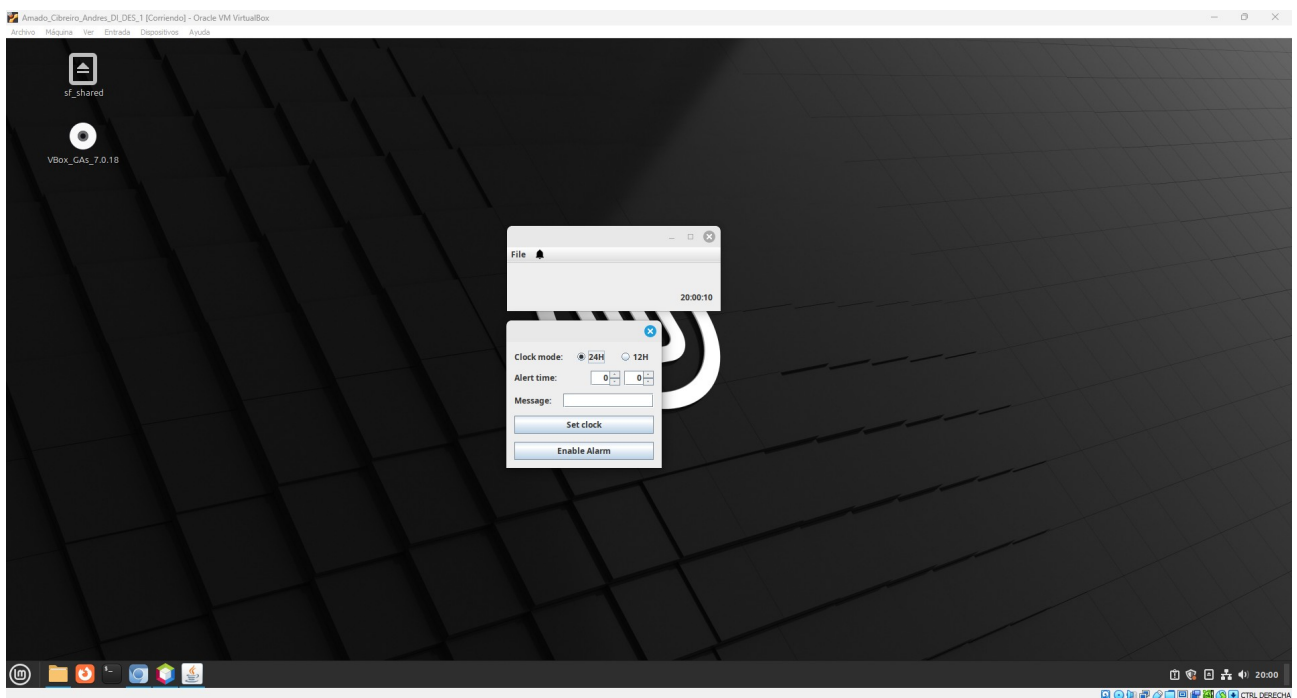 Amado_Cibreiro_Andres_DI_DES_1 [Corriendo] - Oracle VM VirtualBox
Archivo Máquina Ver Entrada Dispositivos Ayuda
sf_shared
VBox_GAs_7.0.18
File
20:00:10
Clock mode: 24H 12H
Alert time: 0 0
Message:
Set clock
Enable Alarm
20:00
CTRL DERECHA